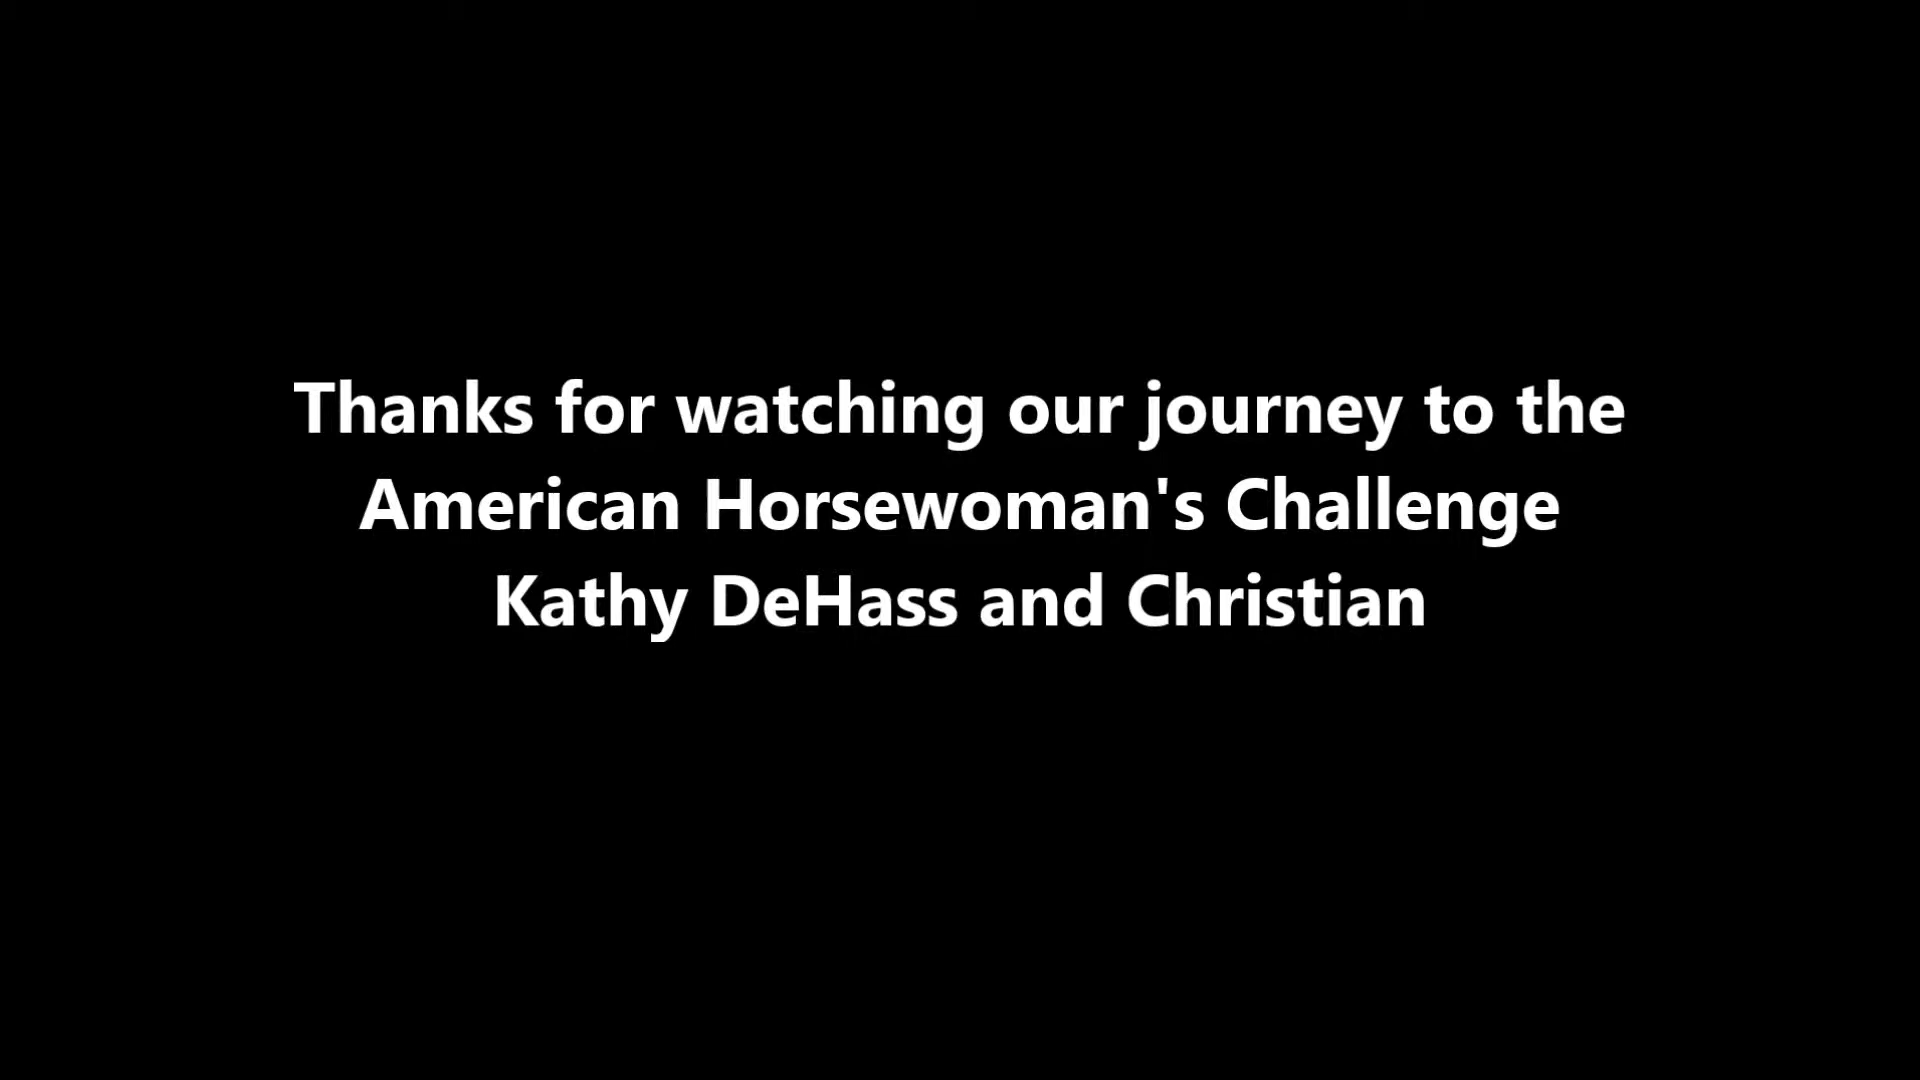 Thanks for watching our journey to the
American Horsewoman's Challenge
Kathy DeHass and Christian